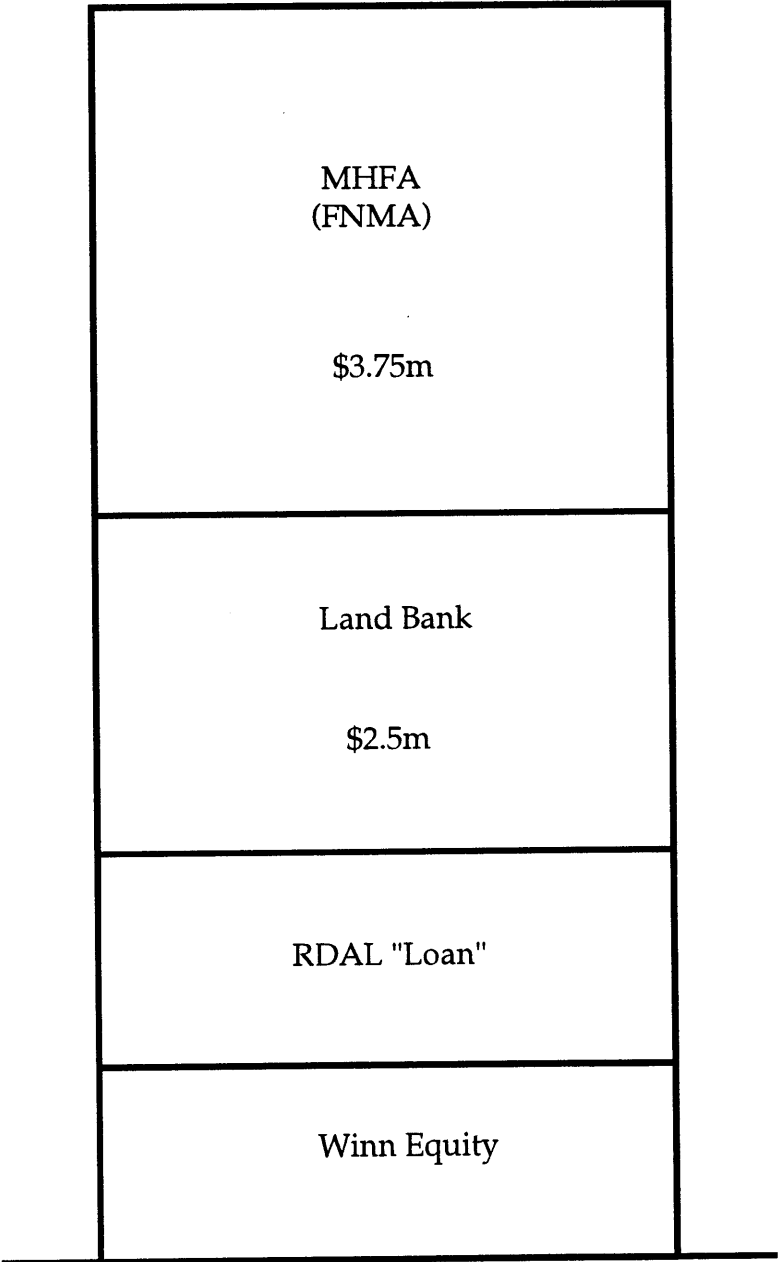 MHFA
(FNMA)
$3.75m
Land Bank
$2.5m
RDAL "Loan"
Winn Equity